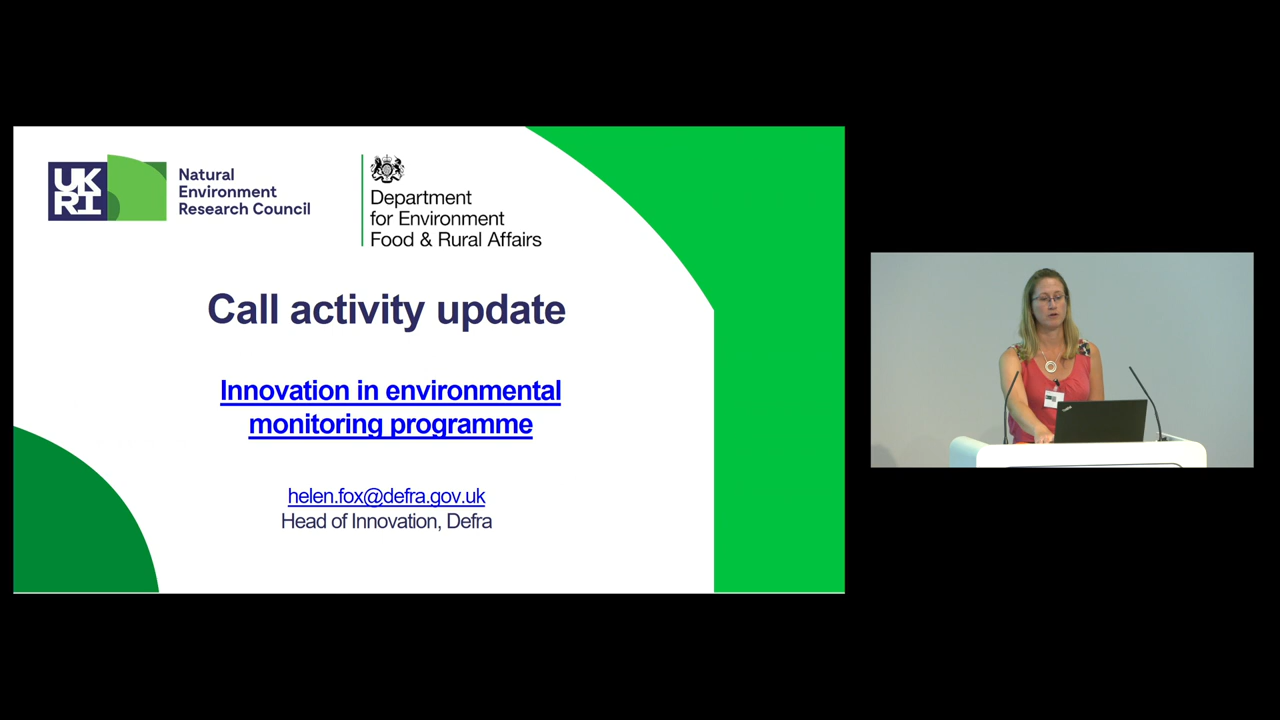 UK
RI
Natural
Environment
Research Council
Department
for Environment
Food & Rural Affairs
Call activity update
Innovation in environmental
monitoring programme
helen.fox@defra.gov.uk
Head of Innovation, Defra